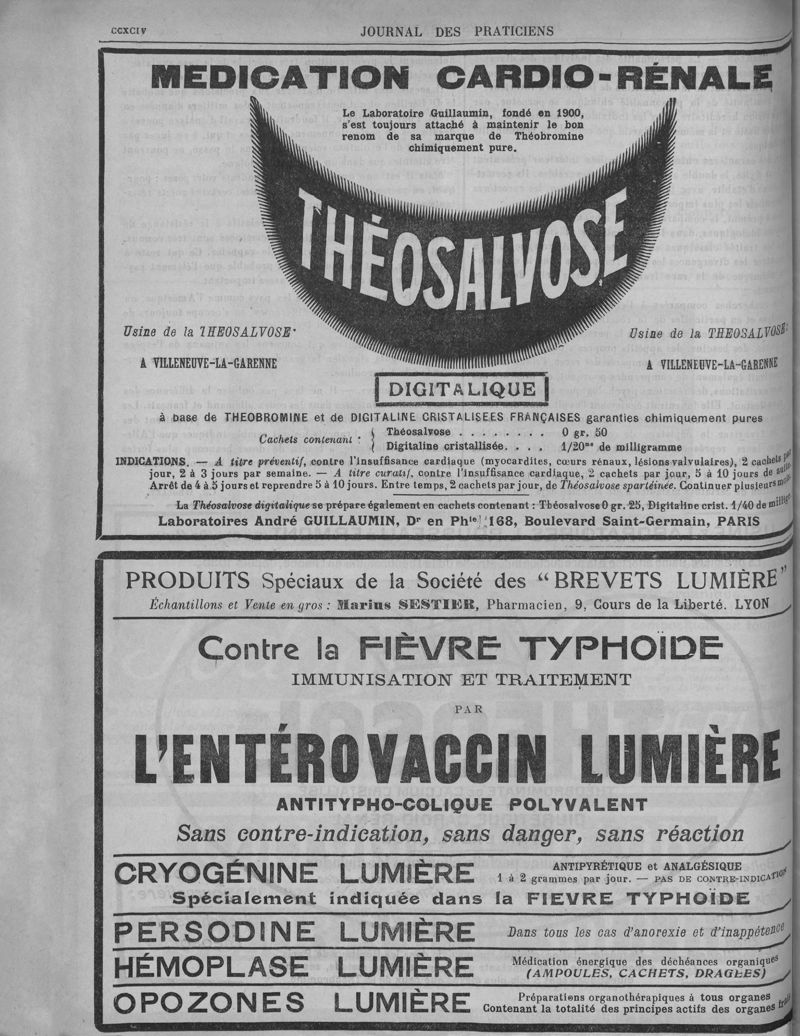 CCXCIV
JOURNAL DES PRATICIENS
MEDICATION CARDIO-RÉNALE
Le Laboratoire Guillaumin, fondé en 1900,
s'est toujours attaché à maintenir le bon
renom de sa marque de Théobromine
chimiquement pure.
THÉOSALVOSE
Usine de la THEOSALVOSE
A VILLENEUVE-LA-GARENNE
Usine de la THEOSALVOSE
A VILLENEUVE-LA-GARENNE
DIGITALIQUE
à base de THEOBROMINE et de DIGITALINE CRISTALISEES FRANÇAISES garanties chimiquement pures
Cachets contenant : { Théosalvose . . . . . . . . 0 gr. 50
Digitaline cristallisée. . . . 1/20me de milligramme
INDICATIONS. — A titre préventif, contre l'insuffisance cardiaque (myocardites, cœurs rénaux, lésions valvulaires), 2 cachets par
jour, 2 à 3 jours par semaine. — A titre curatif, contre l'insuffisance cardiaque, 2 cachets par jour, 5 à 10 jours de suite
Arrêt de 4 à 5 jours et reprendre 5 à 10 jours. Entre temps, 2 cachets par jour, de Théosalvose spartéinée. Continuer plusieurs mois
La Théosalvose digitalique se prépare également en cachets contenant : Théosalvose 0 gr. 25, Digitaline crist. 1/40 de millig
Laboratoires André GUILLAUMIN, Dr en Phie 168, Boulevard Saint-Germain, PARIS
PRODUITS Spéciaux de la Société des "BREVETS LUMIÈRE"
Échantillons et Vente en gros : Marius SESTIER, Pharmacien, 9, Cours de la Liberté. LYON
Contre la FIÈVRE TYPHOÏDE
IMMUNISATION ET TRAITEMENT
PAR
L'ENTÉROVACCIN LUMIÈRE
ANTITYPHO-COLIQUE POLYVALENT
Sans contre-indication, sans danger, sans réaction
CRYOGÉNINE LUMIÈRE
ANTIPYRÉTIQUE et ANALGÉSIQUE
1 à 2 grammes par jour. — PAS DE CONTRE-INDICATION
Spécialement indiquée dans la FIEVRE TYPHOÏDE
PERSODINE LUMIÈRE
Dans tous les cas d'anorexie et d'inappétence
HÉMOPLASE LUMIÈRE
Médication énergique des déchéances organiques
(AMPOULES, CACHETS, DRAGÉES)
OPOZONES LUMIÈRE
Préparations organothérapiques à tous organes
Contenant la totalité des principes actifs des organes frais